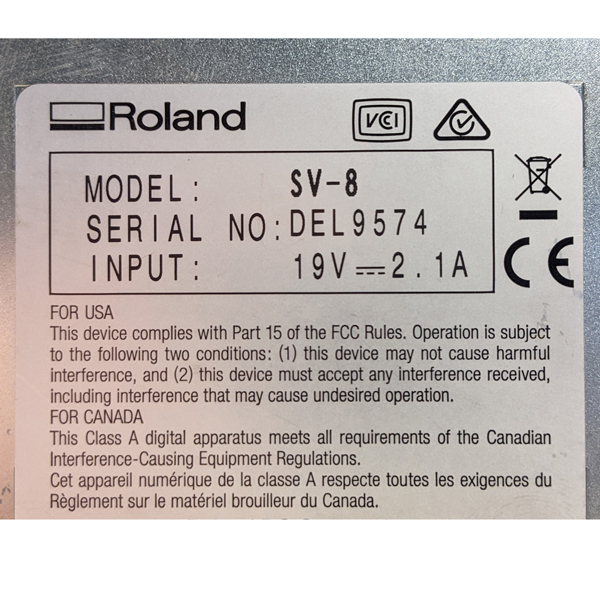 Roland
VCI
MODEL: SV-8
SERIAL NO: DEL9574
INPUT: 19V⎓2.1A
CE
FOR USA
This device complies with Part 15 of the FCC Rules. Operation is subject
to the following two conditions: (1) this device may not cause harmful
interference, and (2) this device must accept any interference received,
including interference that may cause undesired operation.
FOR CANADA
This Class A digital apparatus meets all requirements of the Canadian
Interference-Causing Equipment Regulations.
Cet appareil numérique de la classe A respecte toutes les exigences du
Règlement sur le matériel brouilleur du Canada.